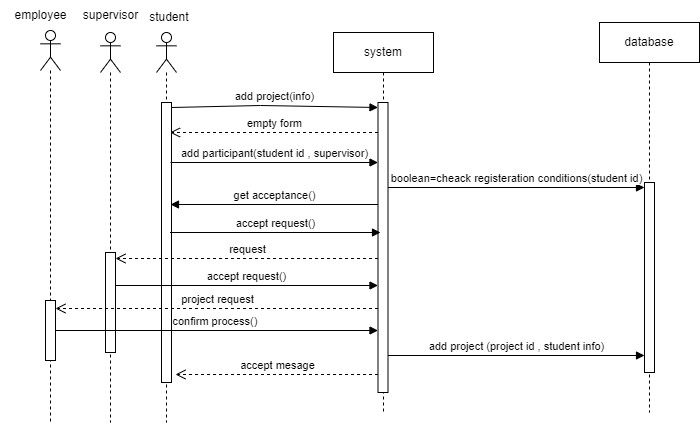 employee
supervisor
student
system
database
add project(info)
empty form
add participant(student id , supervisor)
boolean=cheack registeration conditions(student id)
get acceptance()
accept request()
request
accept request()
project request
confirm process()
add project (project id , student info)
accept mesage